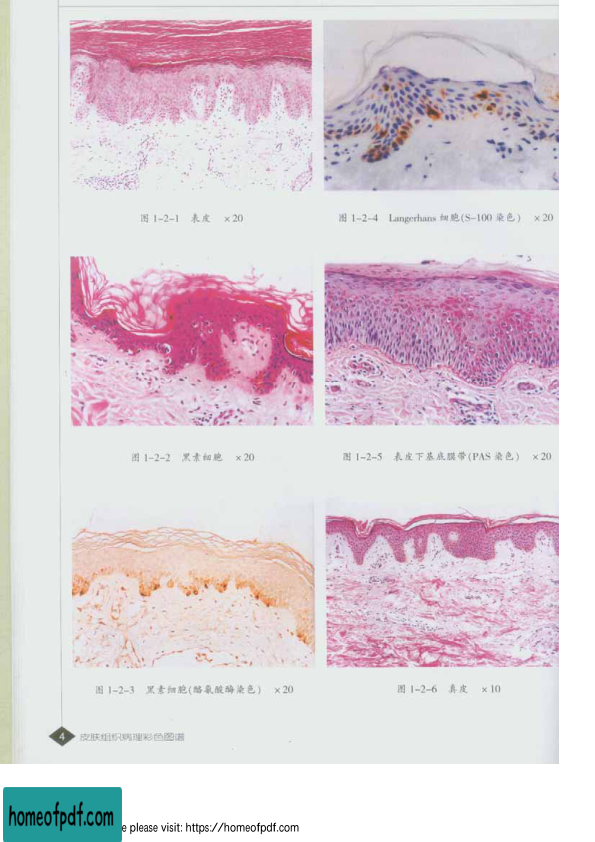 图 1-2-1 表皮 ×20
图 1-2-4 Langerhans 细胞(S-100 染色) ×20
图 1-2-2 黑素细胞 ×20
图 1-2-5 表皮下基底膜带(PAS 染色) ×20
图 1-2-3 黑素细胞(酪氨酸酶染色) ×20
图 1-2-6 真皮 ×10
4 皮肤组织病理彩色图谱
homeofpdf.com
e please visit: https://homeofpdf.com